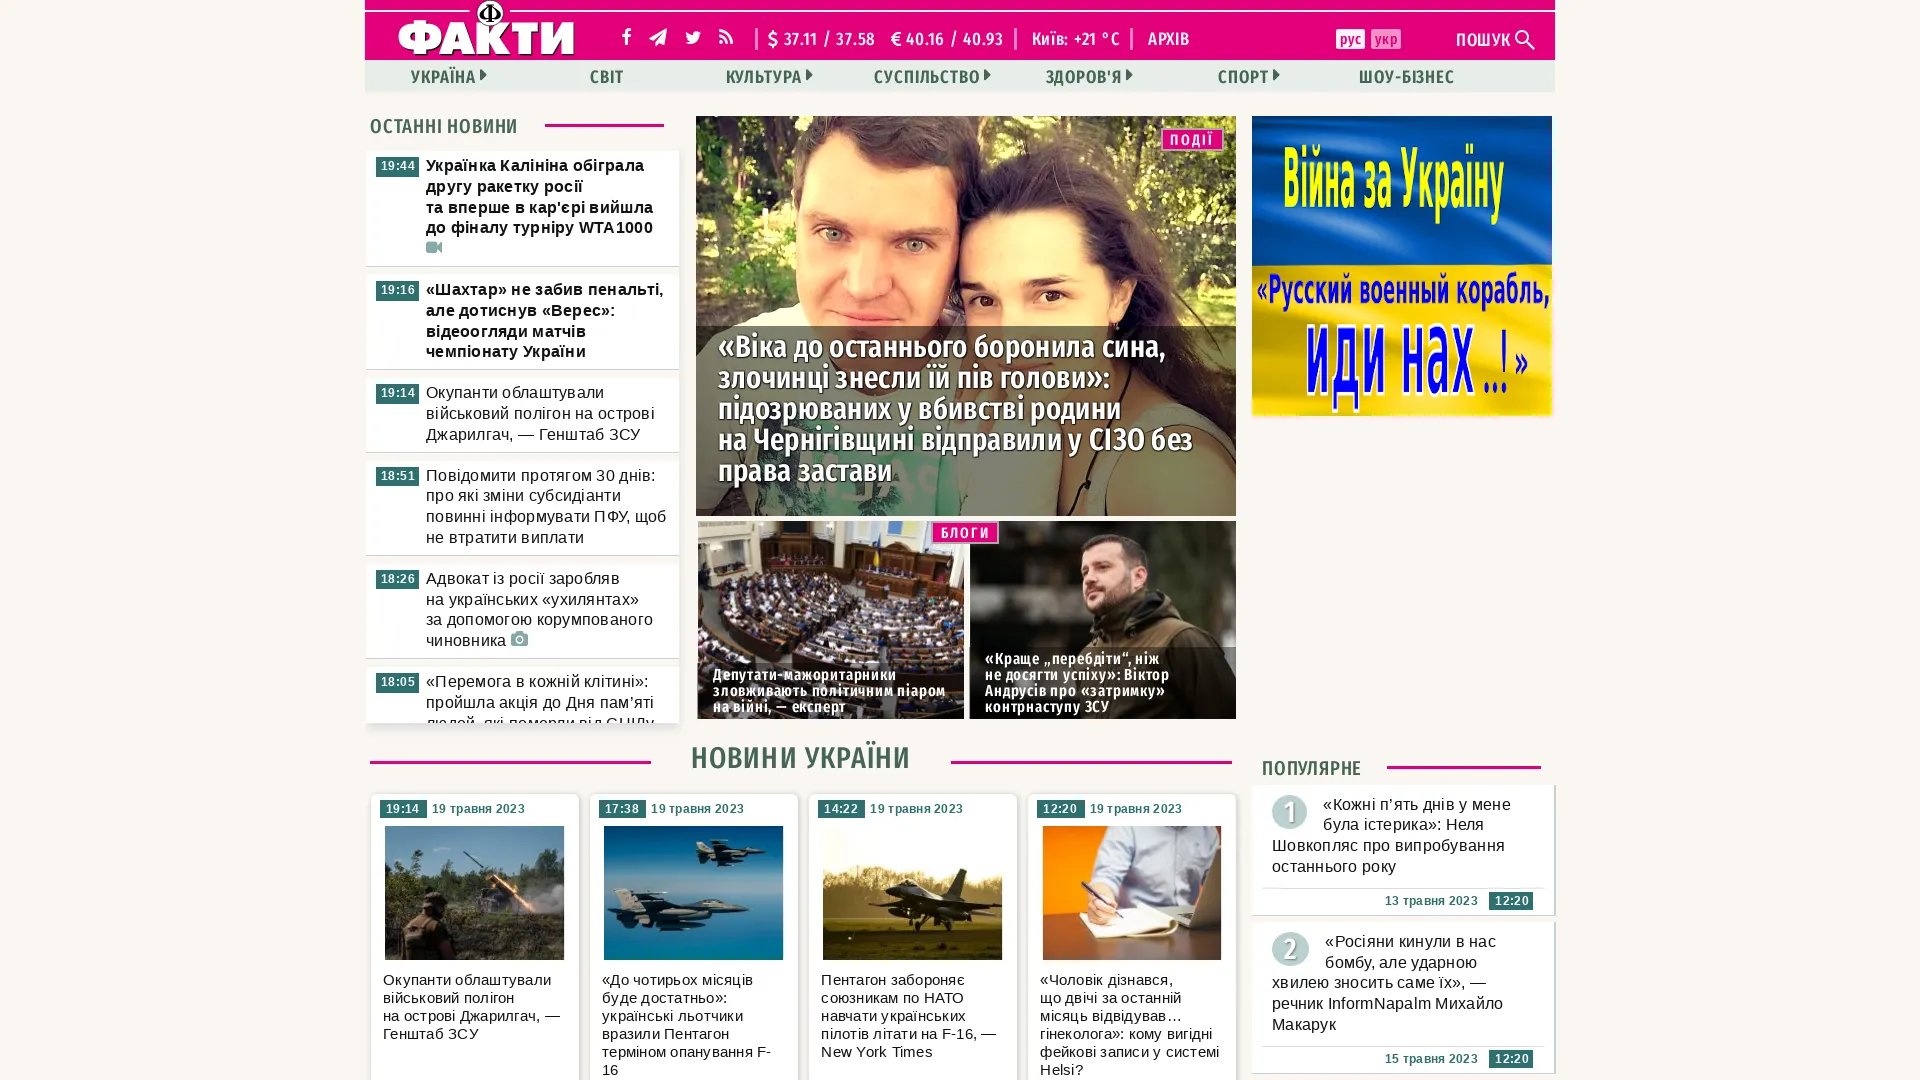 ФАКТИ
$ 37.11 / 37.58
€ 40.16 / 40.93
Київ: +21 °C
АРХІВ
рус укр
ПОШУК
УКРАЇНА
СВІТ
КУЛЬТУРА
СУСПІЛЬСТВО
ЗДОРОВ'Я
СПОРТ
ШОУ-БІЗНЕС
ОСТАННІ НОВИНИ
19:44 Українка Калініна обіграла
другу ракетку росії
та вперше в кар'єрі вийшла
до фіналу турніру WTA1000
19:16 «Шахтар» не забив пенальті,
але дотиснув «Верес»:
відеоогляди матчів
чемпіонату України
19:14 Окупанти облаштували
військовий полігон на острові
Джарилгач, — Генштаб ЗСУ
18:51 Повідомити протягом 30 днів:
про які зміни субсидіанти
повинні інформувати ПФУ, щоб
не втратити виплати
18:26 Адвокат із росії заробляв
на українських «ухилянтах»
за допомогою корумпованого
чиновника
18:05 «Перемога в кожній клітині»:
пройшла акція до Дня пам’яті
людей, які померли від СНІДу
ПОДІЇ
«Віка до останнього боронила сина,
злочинці знесли їй пів голови»:
підозрюваних у вбивстві родини
на Чернігівщині відправили у СІЗО без
права застави
БЛОГИ
Депутати-мажоритарники
зловживають політичним піаром
на війні, — експерт
«Краще „перебдіти“, ніж
не досягти успіху»: Віктор
Андрусів про «затримку»
контрнаступу ЗСУ
Війна за Україну
«Русский военный корабль,
иди нах ...!»
НОВИНИ УКРАЇНИ
19:14 19 травня 2023
Окупанти облаштували
військовий полігон
на острові Джарилгач, —
Генштаб ЗСУ
17:38 19 травня 2023
«До чотирьох місяців
буде достатньо»:
українські льотчики
вразили Пентагон
терміном опанування F-
16
14:22 19 травня 2023
Пентагон забороняє
союзникам по НАТО
навчати українських
пілотів літати на F-16, —
New York Times
12:20 19 травня 2023
«Чоловік дізнався,
що двічі за останній
місяць відвідував…
гінеколога»: кому вигідні
фейкові записи у системі
Helsi?
ПОПУЛЯРНЕ
1 «Кожні п’ять днів у мене
була істерика»: Неля
Шовкопляс про випробування
останнього року
13 травня 2023 12:20
2 «Росіяни кинули в нас
бомбу, але ударною
хвилею зносить саме їх», —
речник InformNapalm Михайло
Макарук
15 травня 2023 12:20